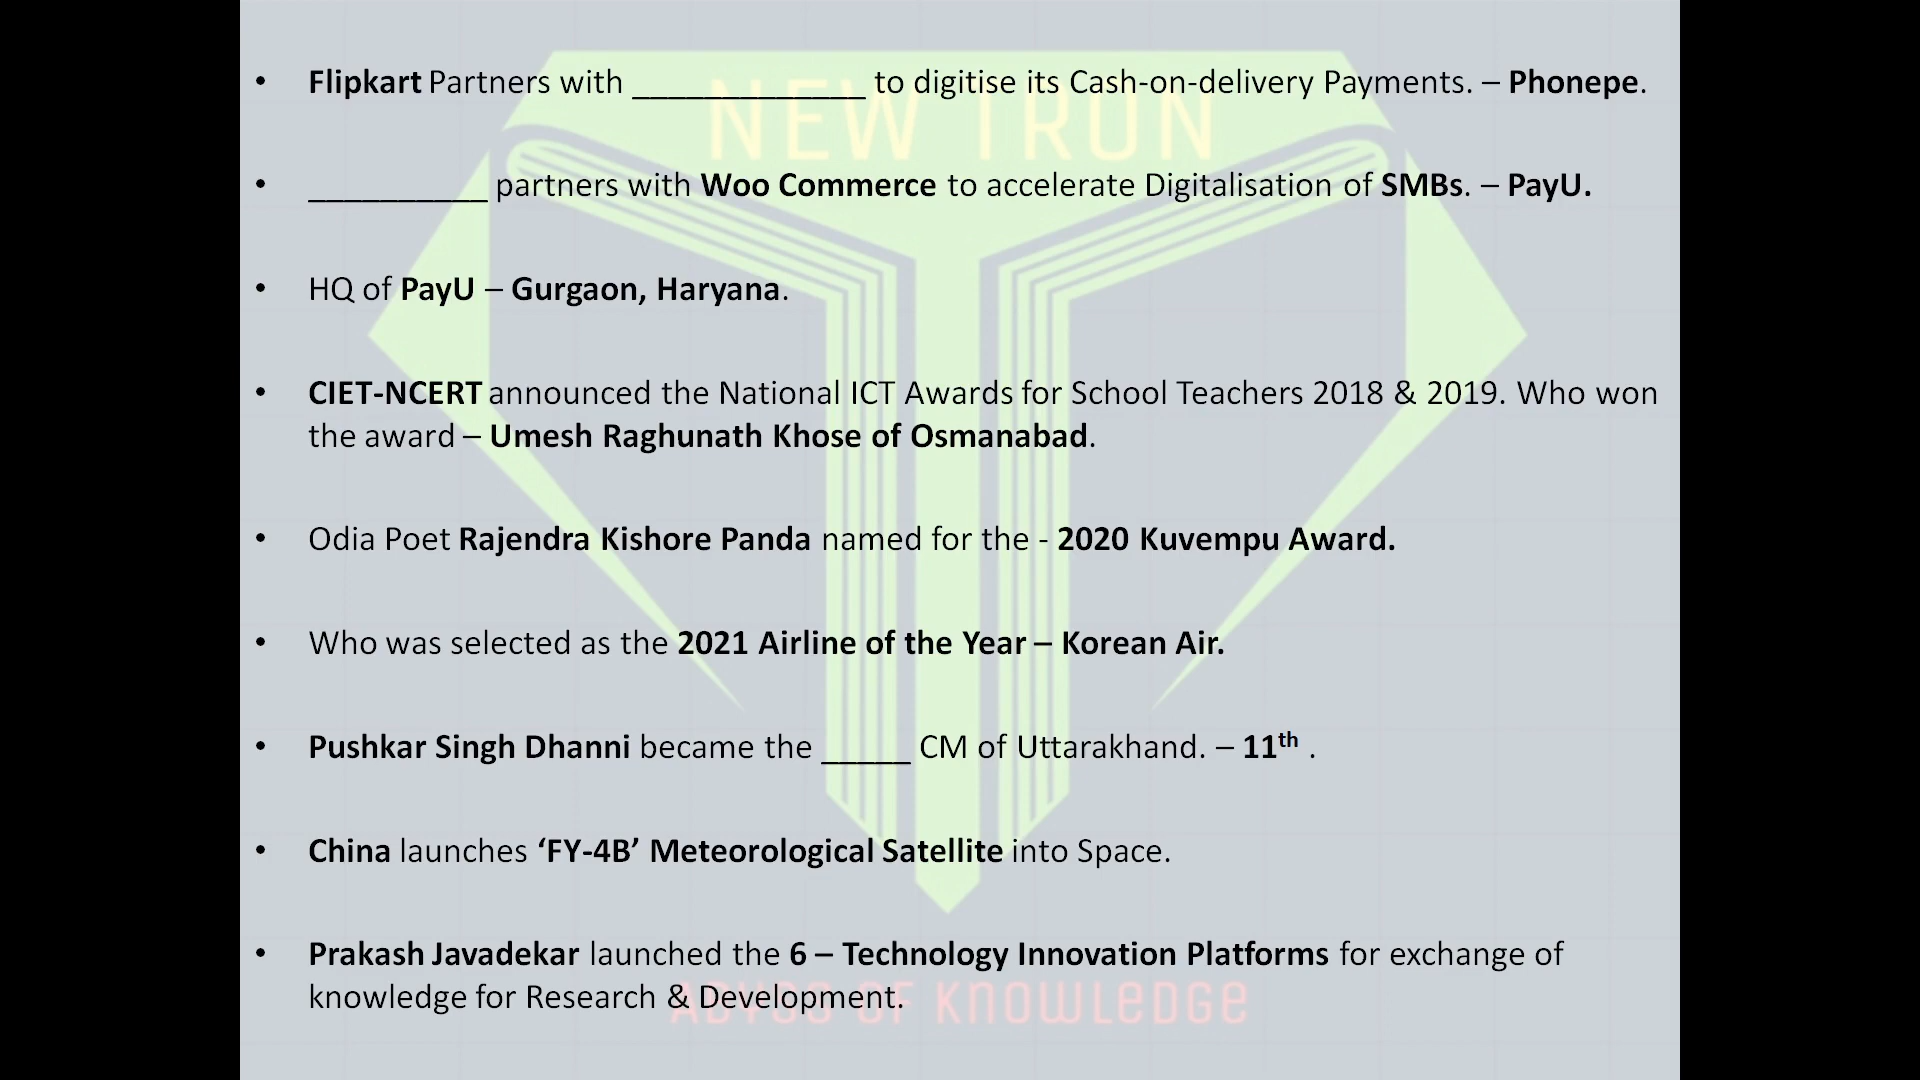 NEW TRON
• Flipkart Partners with _____________ to digitise its Cash-on-delivery Payments. – Phonepe.
• __________ partners with Woo Commerce to accelerate Digitalisation of SMBs. – PayU.
• HQ of PayU – Gurgaon, Haryana.
• CIET-NCERT announced the National ICT Awards for School Teachers 2018 & 2019. Who won
the award – Umesh Raghunath Khose of Osmanabad.
• Odia Poet Rajendra Kishore Panda named for the - 2020 Kuvempu Award.
• Who was selected as the 2021 Airline of the Year – Korean Air.
• Pushkar Singh Dhanni became the _____ CM of Uttarakhand. – 11th .
• China launches ‘FY-4B’ Meteorological Satellite into Space.
• Prakash Javadekar launched the 6 – Technology Innovation Platforms for exchange of
knowledge for Research & Development.
ABYSS OF KNOWLEDGE